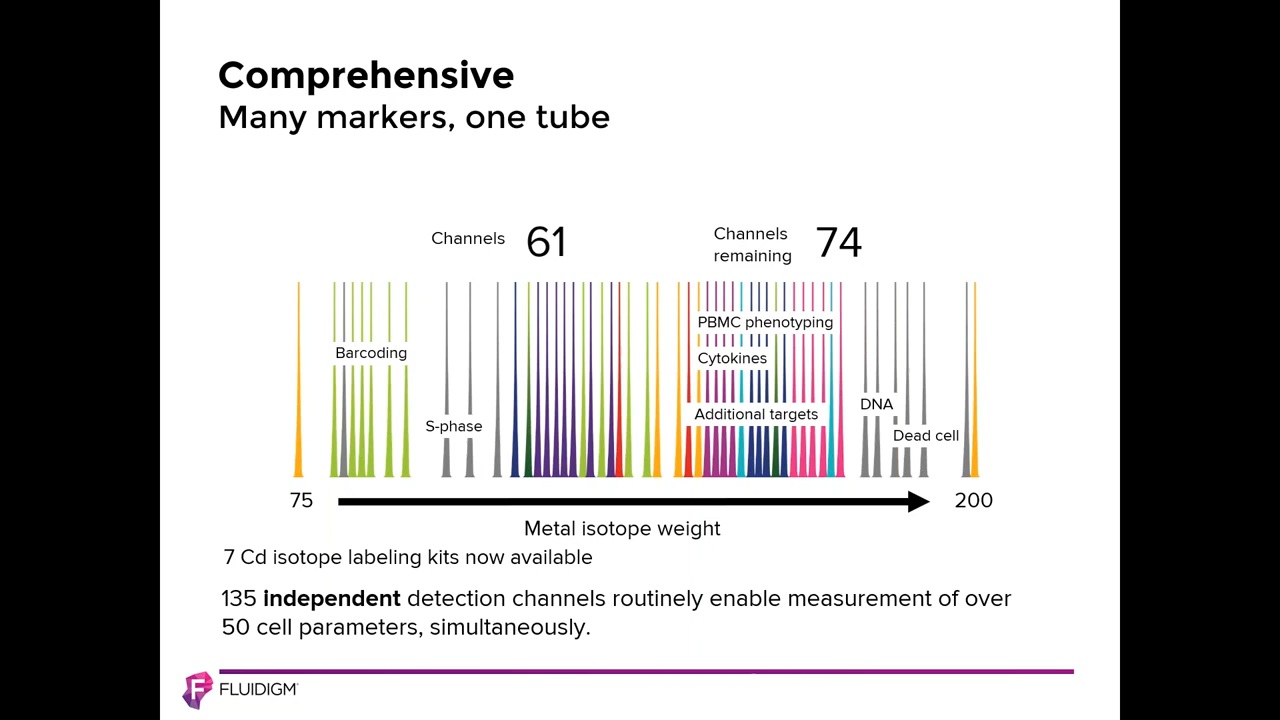 Comprehensive
Many markers, one tube
Channels 61
Channels remaining 74
PBMC phenotyping
Barcoding
Cytokines
Additional targets
DNA
S-phase
Dead cell
75
200
Metal isotope weight
7 Cd isotope labeling kits now available
135 independent detection channels routinely enable measurement of over
50 cell parameters, simultaneously.
F FLUIDIGM